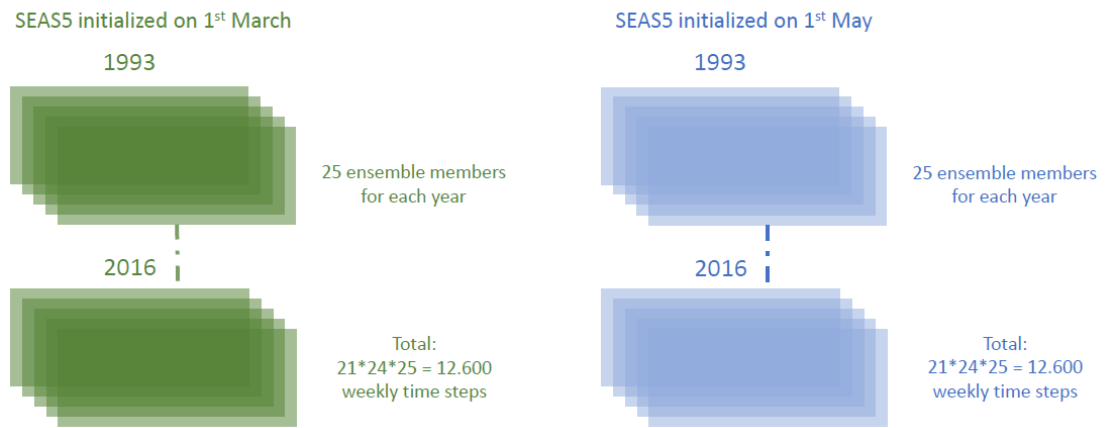 SEAS5 initialized on 1st March
1993
25 ensemble members
for each year
2016
Total:
21*24*25 = 12.600
weekly time steps
SEAS5 initialized on 1st May
1993
25 ensemble members
for each year
2016
Total:
21*24*25 = 12.600
weekly time steps